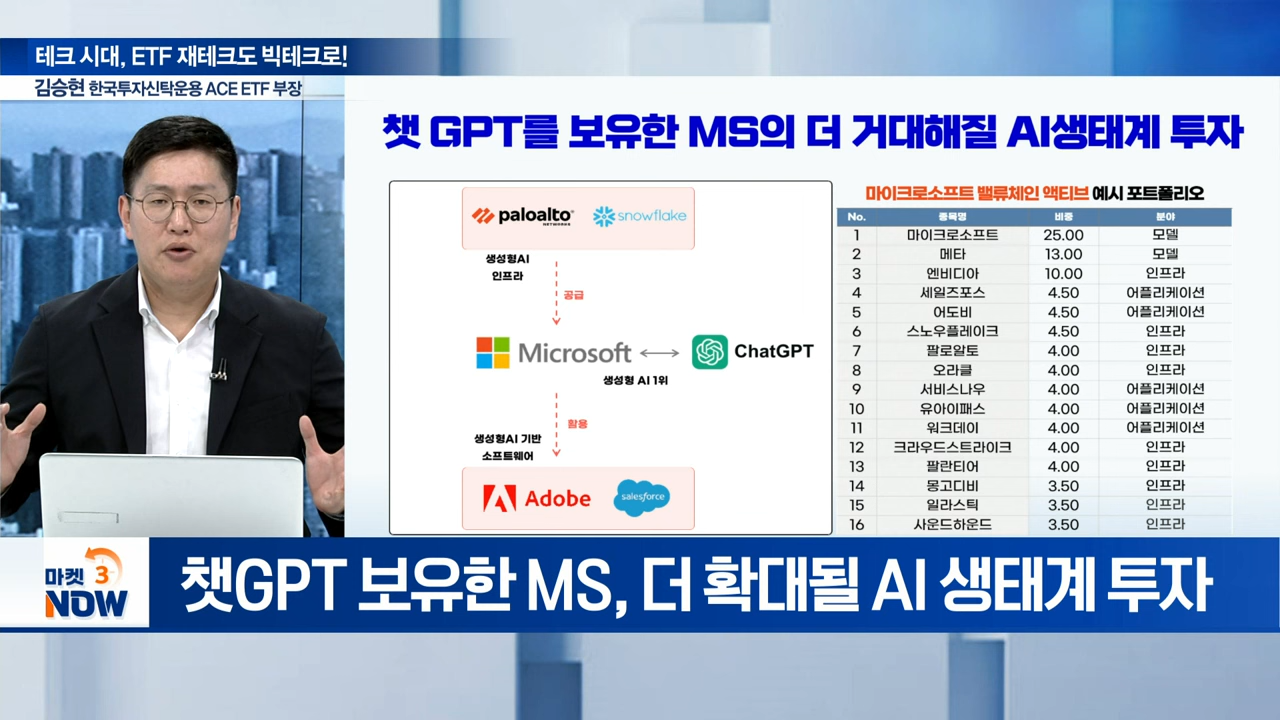 테크 시대, ETF 재테크도 빅테크로!
김승현 한국투자신탁운용 ACE ETF 부장
챗 GPT를 보유한 MS의 더 거대해질 AI생태계 투자
paloalto NETWORKS
snowflake
생성형AI
인프라
공급
Microsoft
ChatGPT
생성형 AI 1위
활용
생성형AI 기반
소프트웨어
Adobe
salesforce
마이크로소프트 밸류체인 액티브 예시 포트폴리오
No. 종목명 비중 분야
1 마이크로소프트 25.00 모델
2 메타 13.00 모델
3 엔비디아 10.00 인프라
4 세일즈포스 4.50 어플리케이션
5 어도비 4.50 어플리케이션
6 스노우플레이크 4.50 인프라
7 팔로알토 4.00 인프라
8 오라클 4.00 인프라
9 서비스나우 4.00 어플리케이션
10 유아이패스 4.00 어플리케이션
11 워크데이 4.00 어플리케이션
12 크라우드스트라이크 4.00 인프라
13 팔란티어 4.00 인프라
14 몽고디비 3.50 인프라
15 일라스틱 3.50 인프라
16 사운드하운드 3.50 인프라
마켓 3
NOW
챗GPT 보유한 MS, 더 확대될 AI 생태계 투자